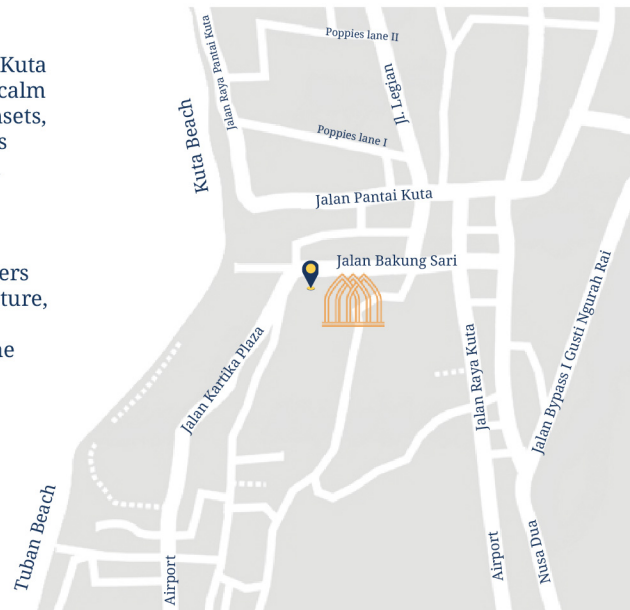 Kuta
calm
sets,
s
ers
ture,
ne
Poppies lane II
Jalan Raya Pantai Kuta
Jl. Legian
Poppies lane I
Kuta Beach
Jalan Pantai Kuta
Jalan Bakung Sari
Jalan Kartika Plaza
Jalan Raya Kuta
Jalan Bypass I Gusti Ngurah Rai
Tuban Beach
Airport
Airport
Nusa Dua